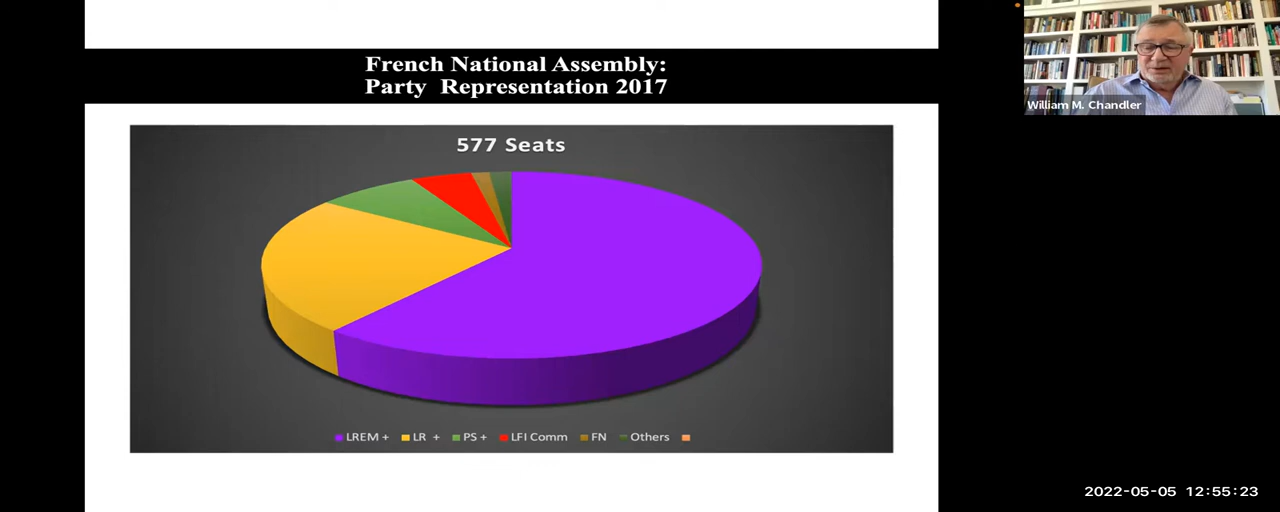 French National Assembly:
Party Representation 2017
William M. Chandler
577 Seats
LREM + LR + PS + LFI Comm FN Others
2022-05-05 12:55:23